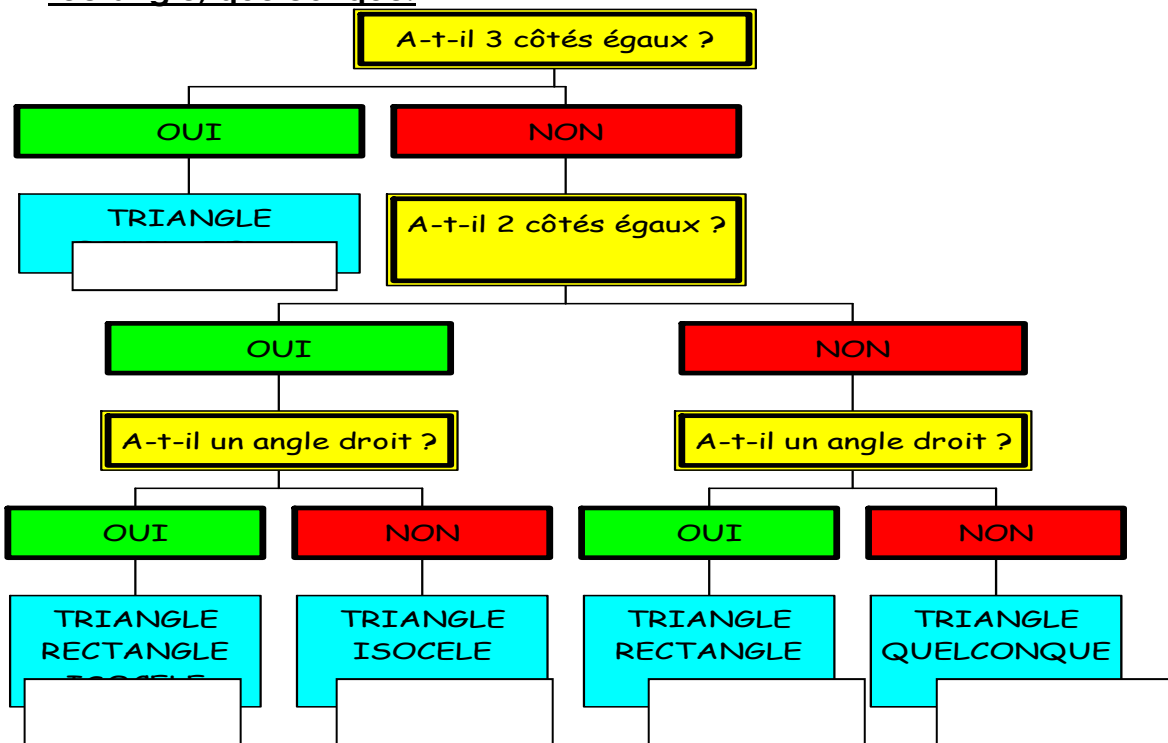 A-t-il 3 côtés égaux ?
OUI
NON
TRIANGLE
A-t-il 2 côtés égaux ?
OUI
NON
A-t-il un angle droit ?
A-t-il un angle droit ?
OUI
NON
OUI
NON
TRIANGLE
RECTANGLE
ISOCELE
TRIANGLE
ISOCELE
TRIANGLE
RECTANGLE
TRIANGLE
QUELCONQUE